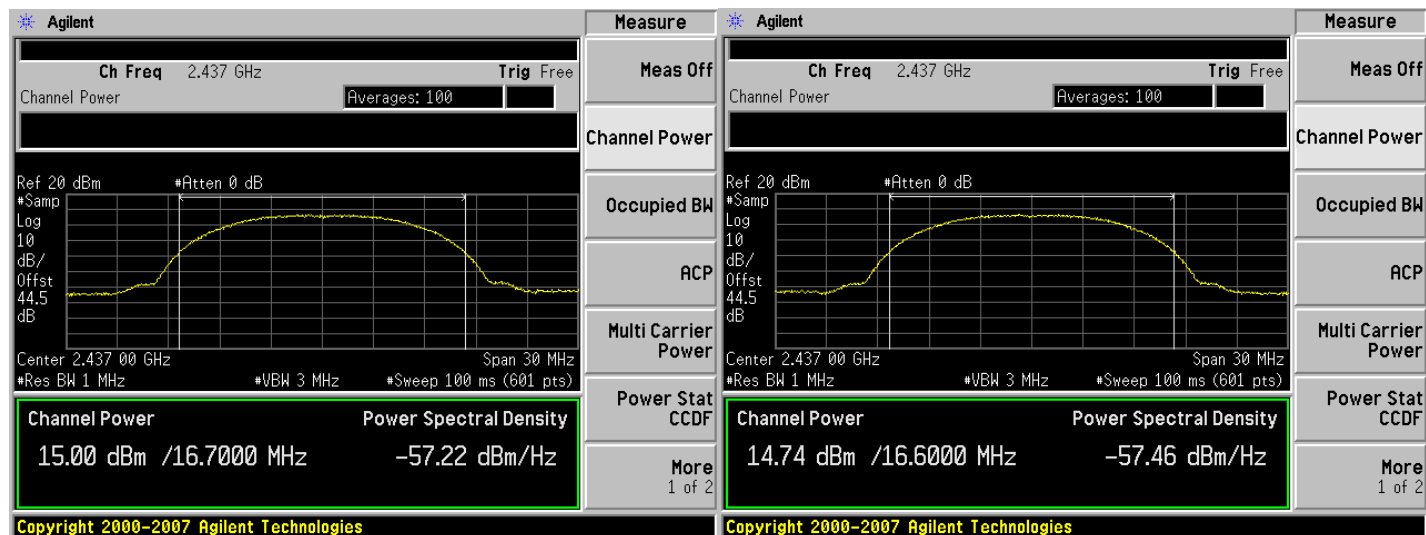 Agilent
Measure
Ch Freq 2.437 GHz
Trig Free
Channel Power
Averages: 100
Ref 20 dBm
#Atten 0 dB
#Samp
Log
10
dB/
Offst
44.5
dB
Center 2.437 00 GHz
Span 30 MHz
#Res BW 1 MHz
#VBW 3 MHz
#Sweep 100 ms (601 pts)
Channel Power
Power Spectral Density
15.00 dBm /16.7000 MHz
-57.22 dBm/Hz
Meas Off
Channel Power
Occupied BW
ACP
Multi Carrier
Power
Power Stat
CCDF
More
1 of 2
Copyright 2000-2007 Agilent Technologies
Agilent
Measure
Ch Freq 2.437 GHz
Trig Free
Channel Power
Averages: 100
Ref 20 dBm
#Atten 0 dB
#Samp
Log
10
dB/
Offst
44.5
dB
Center 2.437 00 GHz
Span 30 MHz
#Res BW 1 MHz
#VBW 3 MHz
#Sweep 100 ms (601 pts)
Channel Power
Power Spectral Density
14.74 dBm /16.6000 MHz
-57.46 dBm/Hz
Meas Off
Channel Power
Occupied BW
ACP
Multi Carrier
Power
Power Stat
CCDF
More
1 of 2
Copyright 2000-2007 Agilent Technologies